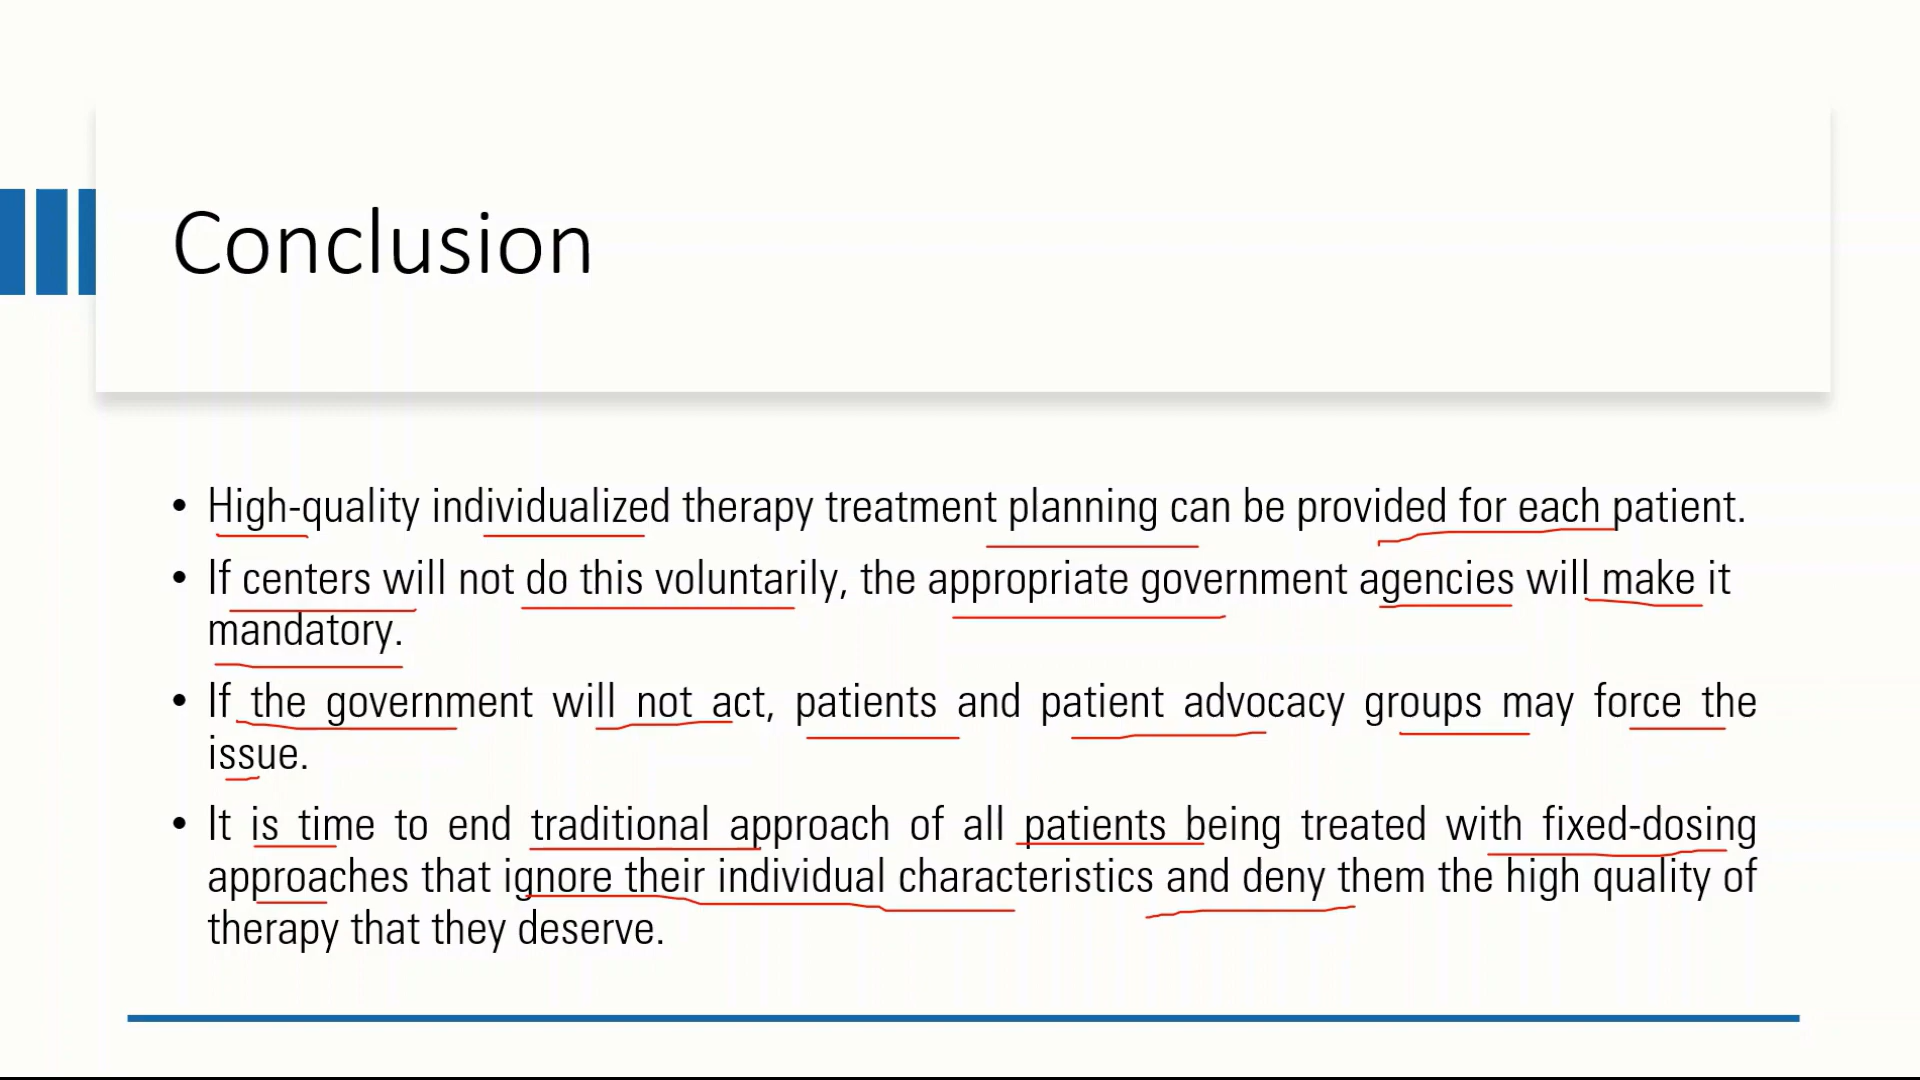 Conclusion
• High-quality individualized therapy treatment planning can be provided for each patient.
• If centers will not do this voluntarily, the appropriate government agencies will make it
mandatory.
• If the government will not act, patients and patient advocacy groups may force the
issue.
• It is time to end traditional approach of all patients being treated with fixed-dosing
approaches that ignore their individual characteristics and deny them the high quality of
therapy that they deserve.